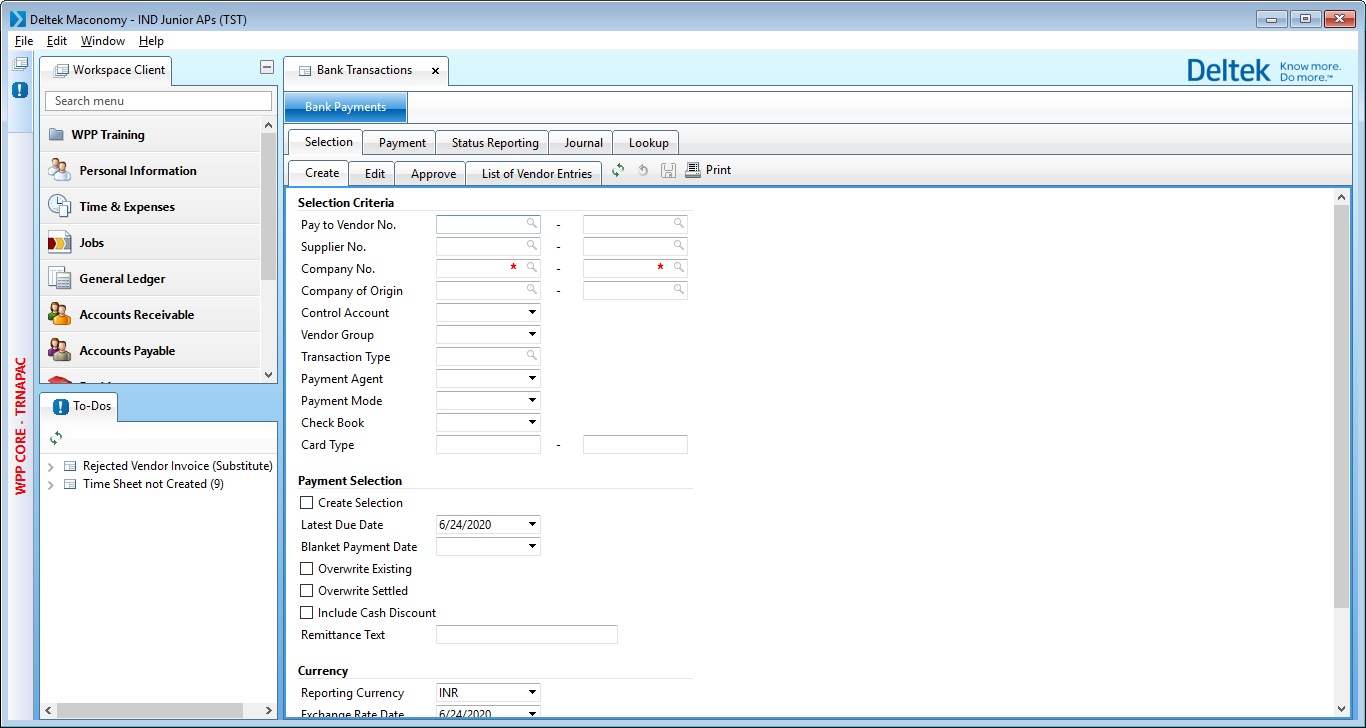 Deltek Maconomy - IND Junior APs (TST)
File Edit Window Help
Workspace Client
Search menu
WPP Training
Personal Information
Time & Expenses
Jobs
General Ledger
Accounts Receivable
Accounts Payable
WPP CORE - TRNAPAC
To-Dos
Rejected Vendor Invoice (Substitute)
Time Sheet not Created (9)
Bank Transactions x
Deltek Know more.
Do more.™
Bank Payments
Selection Payment Status Reporting Journal Lookup
Create Edit Approve List of Vendor Entries Print
Selection Criteria
Pay to Vendor No. -
Supplier No. -
Company No. * - *
Company of Origin -
Control Account
Vendor Group
Transaction Type
Payment Agent
Payment Mode
Check Book
Card Type -
Payment Selection
Create Selection
Latest Due Date 6/24/2020
Blanket Payment Date
Overwrite Existing
Overwrite Settled
Include Cash Discount
Remittance Text
Currency
Reporting Currency INR
Exchange Rate Date 6/24/2020